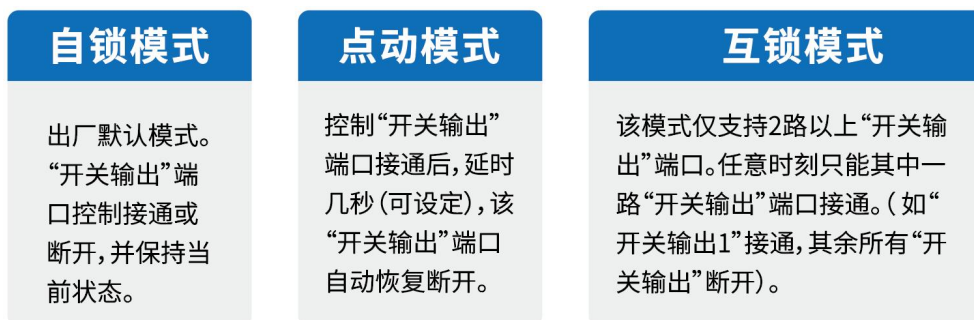 自锁模式
出厂默认模式。
“开关输出”端
口控制接通或
断开,并保持当
前状态。
点动模式
控制“开关输出”
端口接通后,延时
几秒(可设定),该
“开关输出”端口
自动恢复断开。
互锁模式
该模式仅支持2路以上“开关输
出”端口。任意时刻只能其中一
路“开关输出”端口接通。(如“
开关输出1”接通,其余所有“开
关输出”断开)。